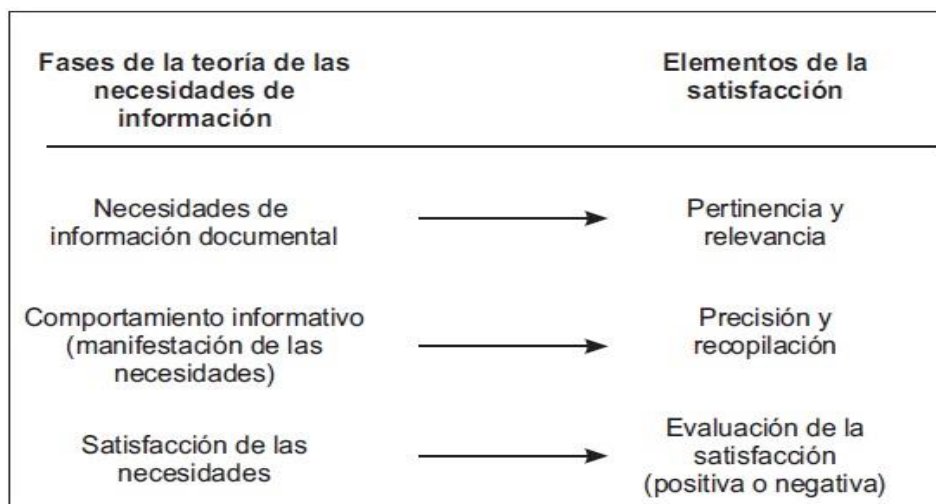 Fases de la teoría de las
necesidades de
información
Elementos de la
satisfacción
Necesidades de
información documental
Pertinencia y
relevancia
Comportamiento informativo
(manifestación de las
necesidades)
Precisión y
recopilación
Satisfacción de las
necesidades
Evaluación de la
satisfacción
(positiva o negativa)